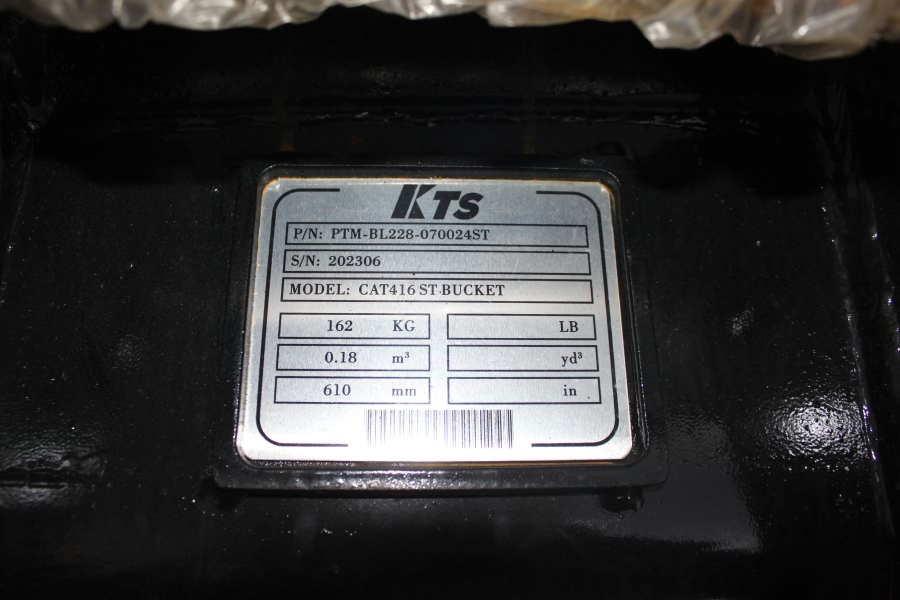 KTS
P/N: PTM-BL228-070024ST
S/N: 202306
MODEL: CAT416 ST BUCKET
162 KG LB
0.18 m³ yd³
610 mm in